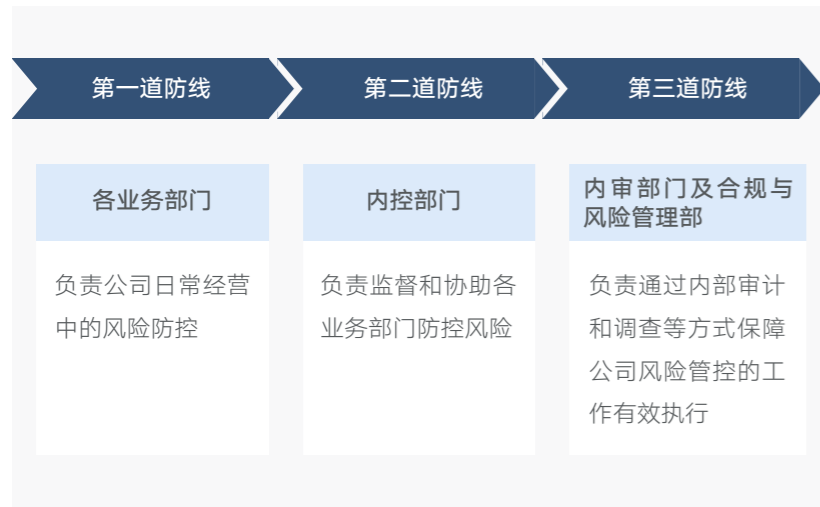 第一道防线
第二道防线
第三道防线
各业务部门
负责公司日常经营
中的风险防控
内控部门
负责监督和协助各
业务部门防控风险
内审部门及合规与
风险管理部
负责通过内部审计
和调查等方式保障
公司风险管控的工
作有效执行